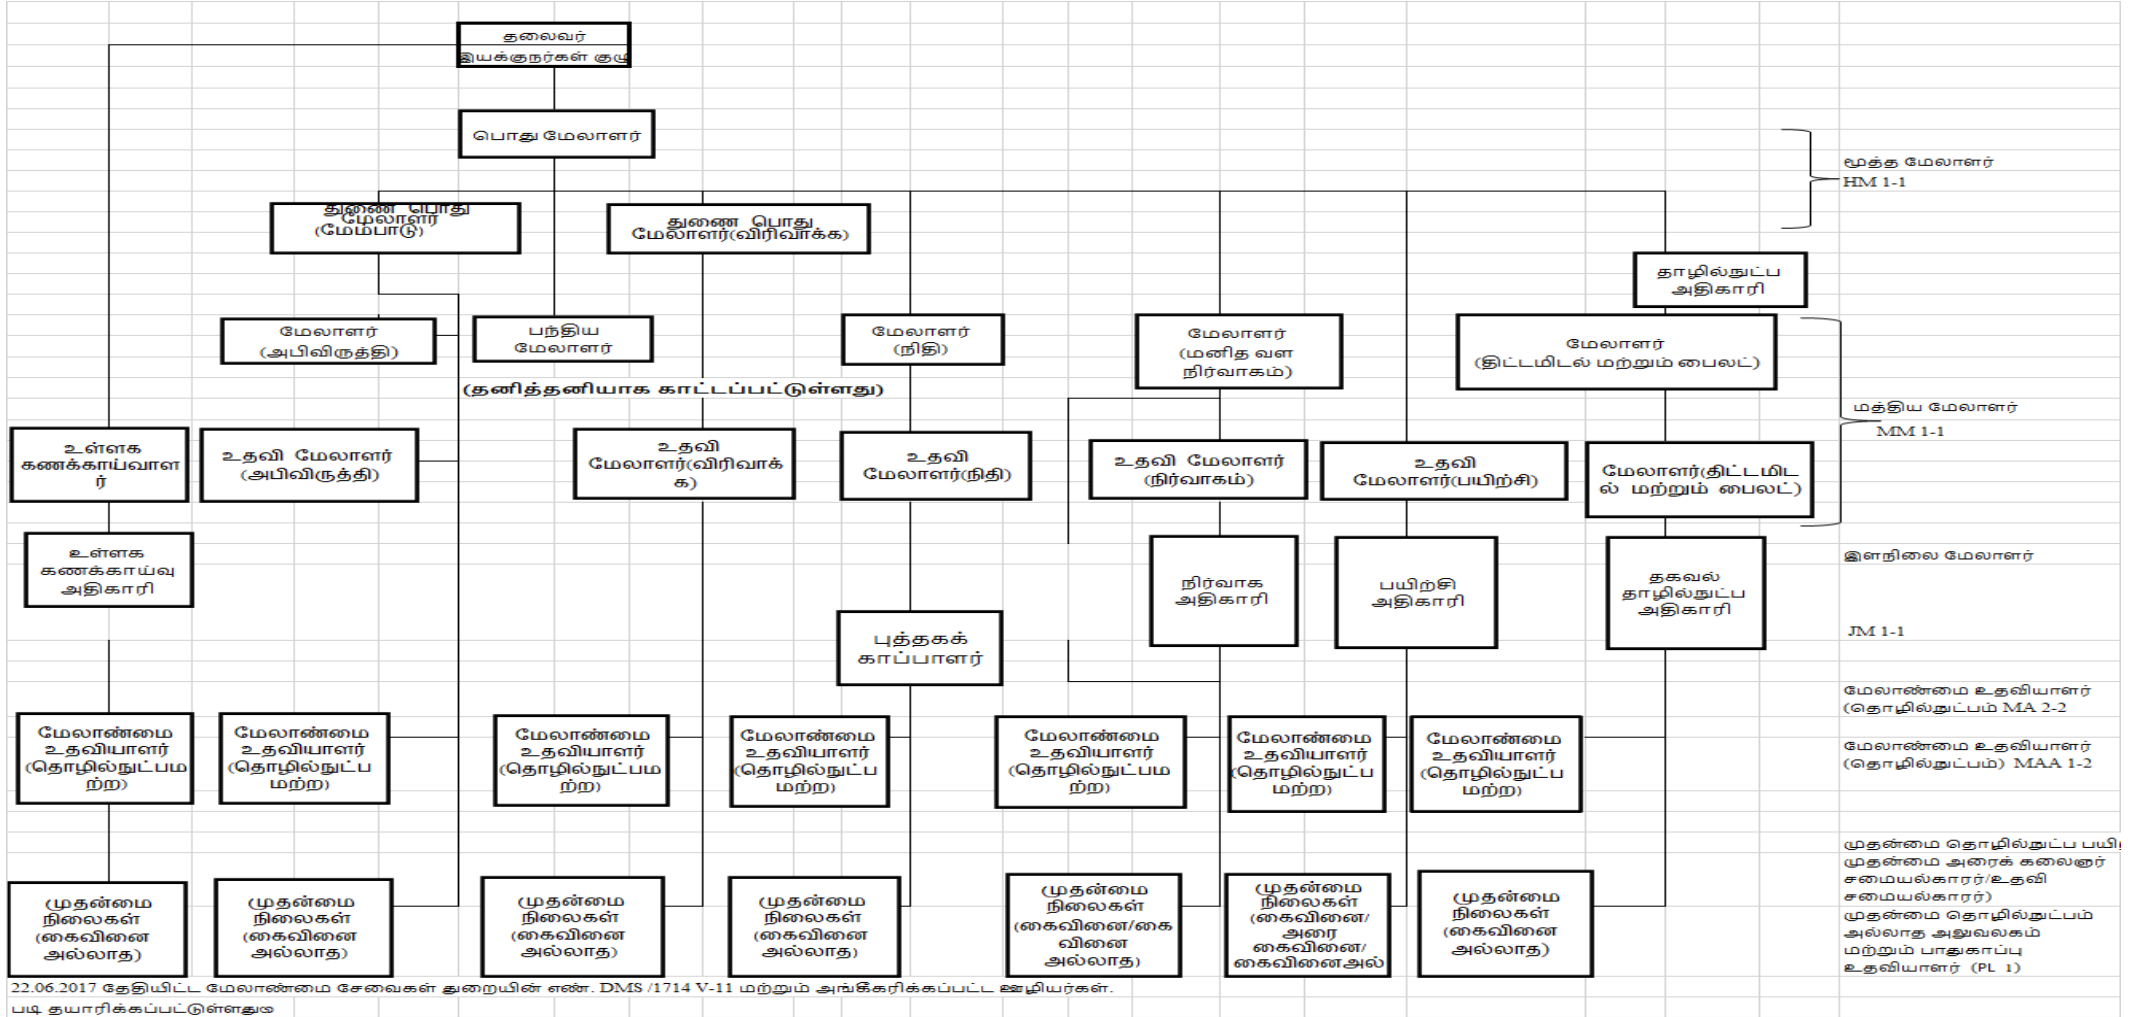 தலைவர்
இயக்குநர்கள் குழு
பொது மேலாளர்
மூத்த மேலாளர்
HM 1-1
துணை பொது
மேலாளர்
(மேம்பாடு)
துணை பொது
மேலாளர்(விரிவாக்க)
தாழில்நுட்ப
அதிகாரி
மேலாளர்
(அபிவிருத்தி)
பந்திய
மேலாளர்
மேலாளர்
(நிதி)
மேலாளர்
(மனித வள
நிர்வாகம்)
மேலாளர்
(திட்டமிடல் மற்றும் பைலட்)
(தனித்தனியாக காட்டப்பட்டுள்ளது)
மத்திய மேலாளர்
MM 1-1
உள்ளக
கணக்காய்வாள
ர்
உதவி மேலாளர்
(அபிவிருத்தி)
உதவி
மேலாளர்(விரிவாக்
க)
உதவி
மேலாளர்(நிதி)
உதவி மேலாளர்
(நிர்வாகம்)
உதவி
மேலாளர்(பயிற்சி)
மேலாளர்(திட்டமிட
ல் மற்றும் பைலட்)
உள்ளக
கணக்காய்வு
அதிகாரி
நிர்வாக
அதிகாரி
பயிற்சி
அதிகாரி
தகவல்
தாழில்நுட்ப
அதிகாரி
இளநிலை மேலாளர்
JM 1-1
புத்தகக்
காப்பாளர்
மேலாண்மை உதவியாளர்
(தொழில்நுட்பம் MA 2-2
மேலாண்மை உதவியாளர்
(தொழில்நுட்பம்) MAA 1-2
மேலாண்மை
உதவியாளர்
(தொழில்நுட்பம
ற்ற)
மேலாண்மை
உதவியாளர்
(தொழில்நுட்ப
மற்ற)
மேலாண்மை
உதவியாளர்
(தொழில்நுட்பம
ற்ற)
மேலாண்மை
உதவியாளர்
(தொழில்நுட்ப
மற்ற)
மேலாண்மை
உதவியாளர்
(தொழில்நுட்பம
ற்ற)
மேலாண்மை
உதவியாளர்
(தொழில்நுட்ப
மற்ற)
மேலாண்மை
உதவியாளர்
(தொழில்நுட்ப
மற்ற)
முதன்மை
நிலைகள்
(கைவினை
அல்லாத)
முதன்மை
நிலைகள்
(கைவினை
அல்லாத)
முதன்மை
நிலைகள்
(கைவினை
அல்லாத)
முதன்மை
நிலைகள்
(கைவினை
அல்லாத)
முதன்மை
நிலைகள்
(கைவினை/கை
வினை
அல்லாத)
முதன்மை
நிலைகள்
(கைவினை/
அரை
கைவினை/
கைவினைஅல்
முதன்மை
நிலைகள்
(கைவினை
அல்லாத)
முதன்மை தொழில்நுட்ப
முதன்மை அரைக் கலைஞர்
சமையல்காரர்/உதவி
சமையல்காரர்)
முதன்மை தொழில்நுட்பம்
அல்லாத அலுவலகம்
மற்றும் பாதுகாப்பு
உதவியாளர் (PL 1)
22.06.2017 தேதியிட்ட மேலாண்மை சேவைகள் துறையின் எண். DMS /1714 V-11 மற்றும் அங்கீகரிக்கப்பட்ட ஊழியர்கள்.
படி தயாரிக்கப்பட்டுள்ளது